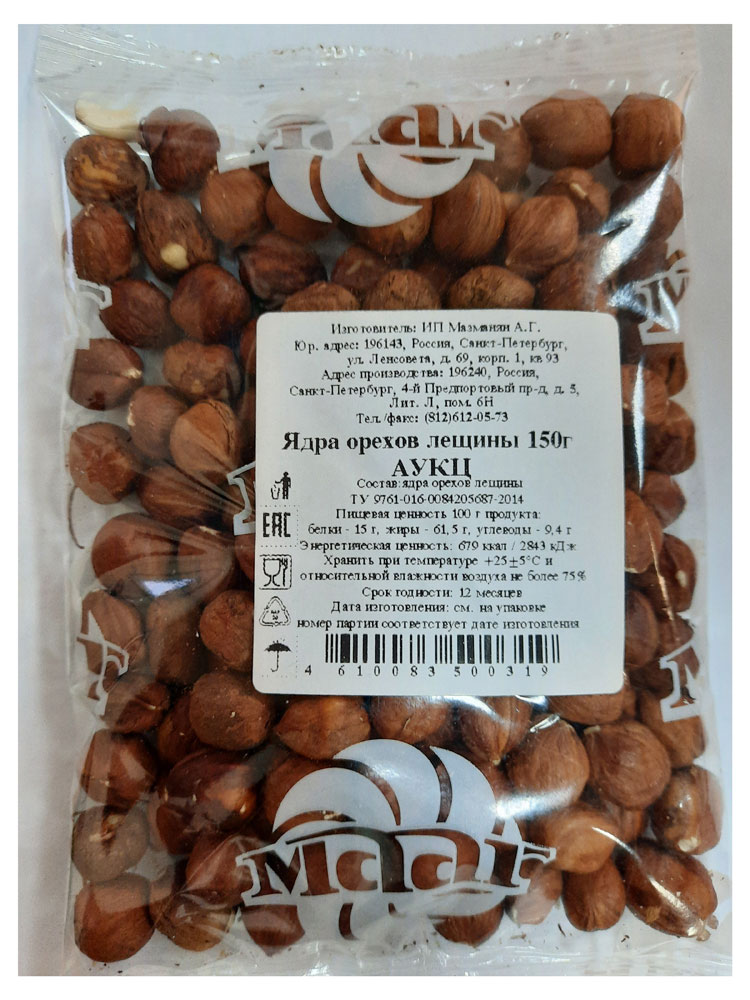 Maar
Изготовитель: ИП Мазманян А.Г.
Юр. адрес: 196143, Россия, Санкт-Петербург,
ул. Ленсовета, д. 69, корп. 1, кв 93
Адрес производства: 196240, Россия,
Санкт-Петербург, 4-й Предпортовый пр-д, д. 5,
Лит. Л, пом. 6Н
Тел./факс: (812)612-05-73
Ядра орехов лещины 150г
АУКЦ
Состав:ядра орехов лещины
ТУ 9761-016-0084205687-2014
Пищевая ценность 100 г продукта:
белки - 15 г, жиры - 61,5 г, углеводы - 9,4 г
Энергетическая ценность: 679 ккал / 2843 кДж
Хранить при температуре +25±5°С и
относительной влажности воздуха не более 75%
Срок годности: 12 месяцев
Дата изготовления: см. на упаковке
номер партии соответствует дате изготовления
EAC
4 610083 500319
Maar